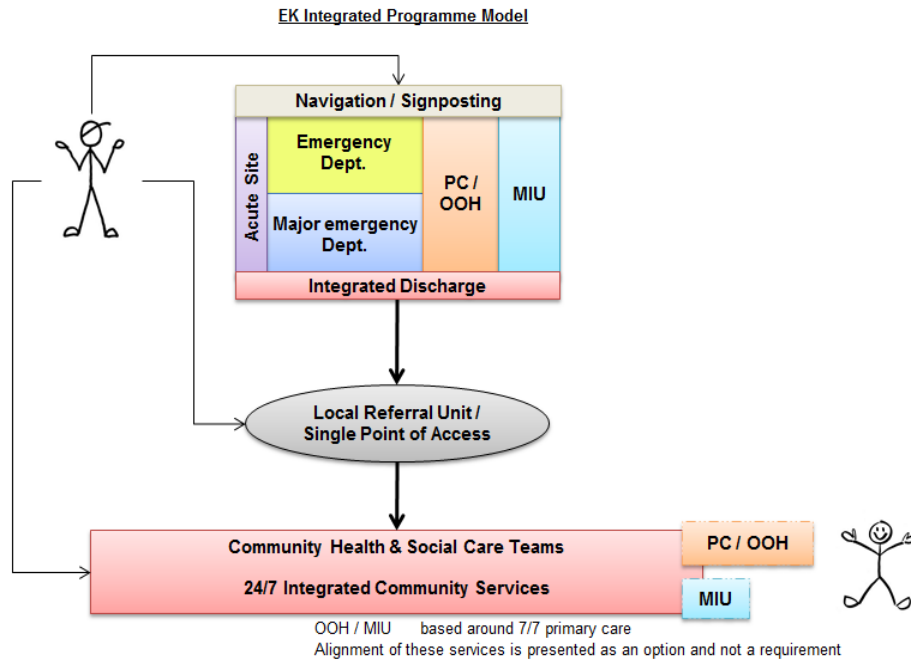 EK Integrated Programme Model
Navigation / Signposting
Acute Site
Emergency
Dept.
Major emergency
Dept.
PC /
OOH
MIU
Integrated Discharge
Local Referral Unit /
Single Point of Access
Community Health & Social Care Teams
24/7 Integrated Community Services
PC / OOH
MIU
OOH / MIU based around 7/7 primary care
Alignment of these services is presented as an option and not a requirement